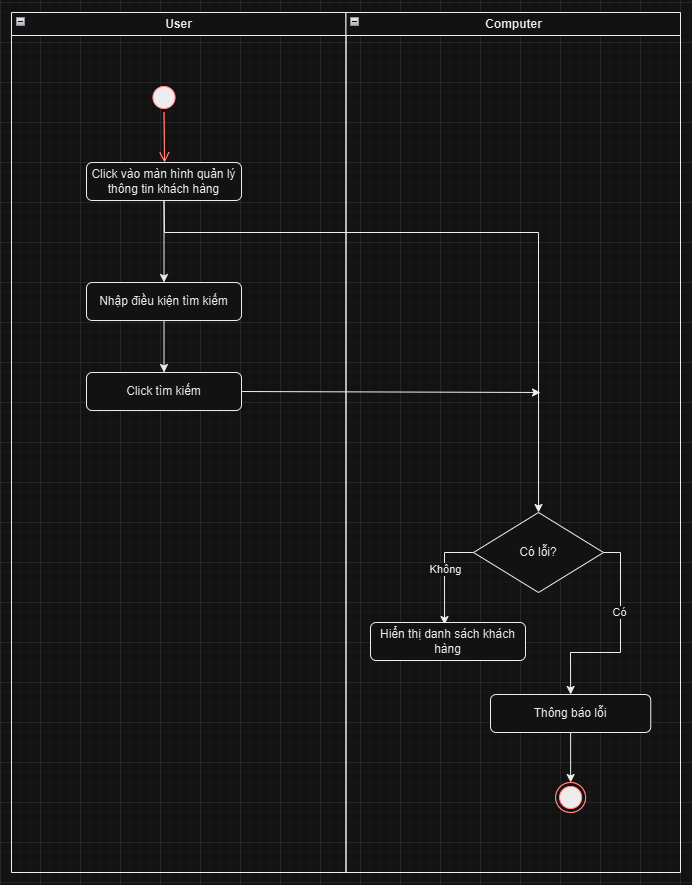 User
Computer
Click vào màn hình quản lý
thông tin khách hàng
Nhập điều kiện tìm kiếm
Click tìm kiếm
Có lỗi?
Không
Có
Hiển thị danh sách khách
hàng
Thông báo lỗi